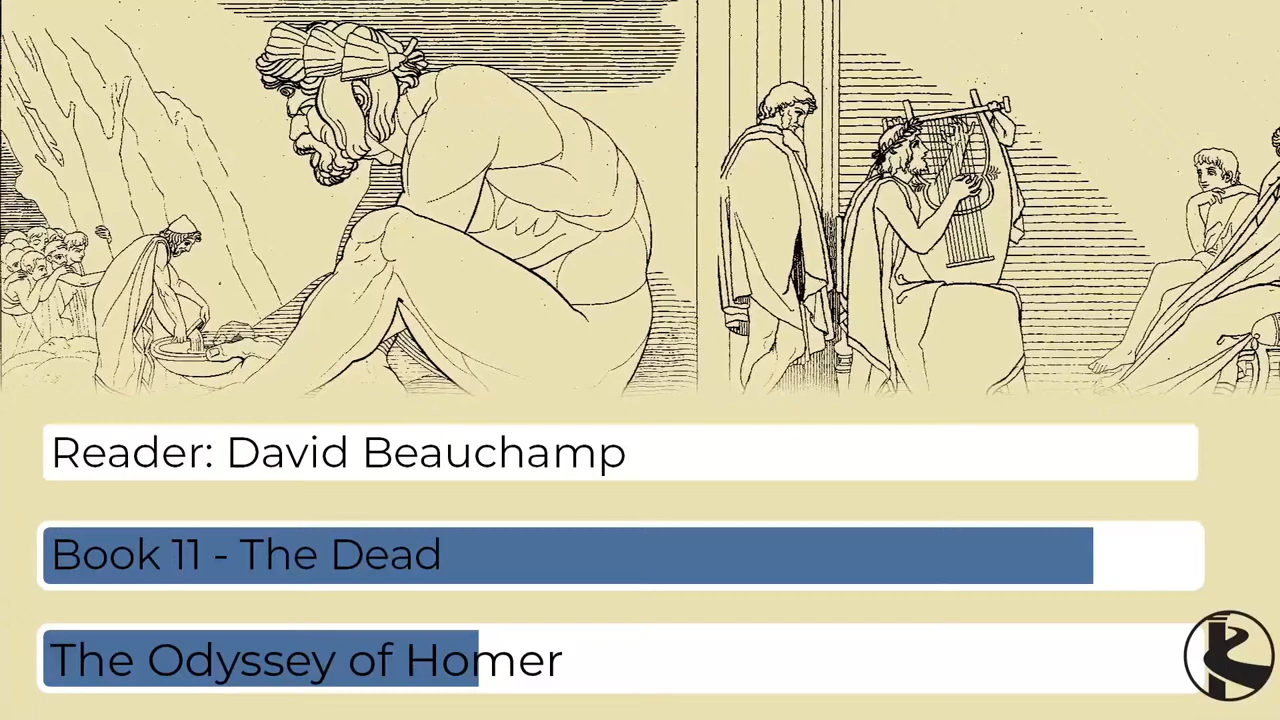 Reader: David Beauchamp
Book 11 - The Dead
The Odyssey of Homer